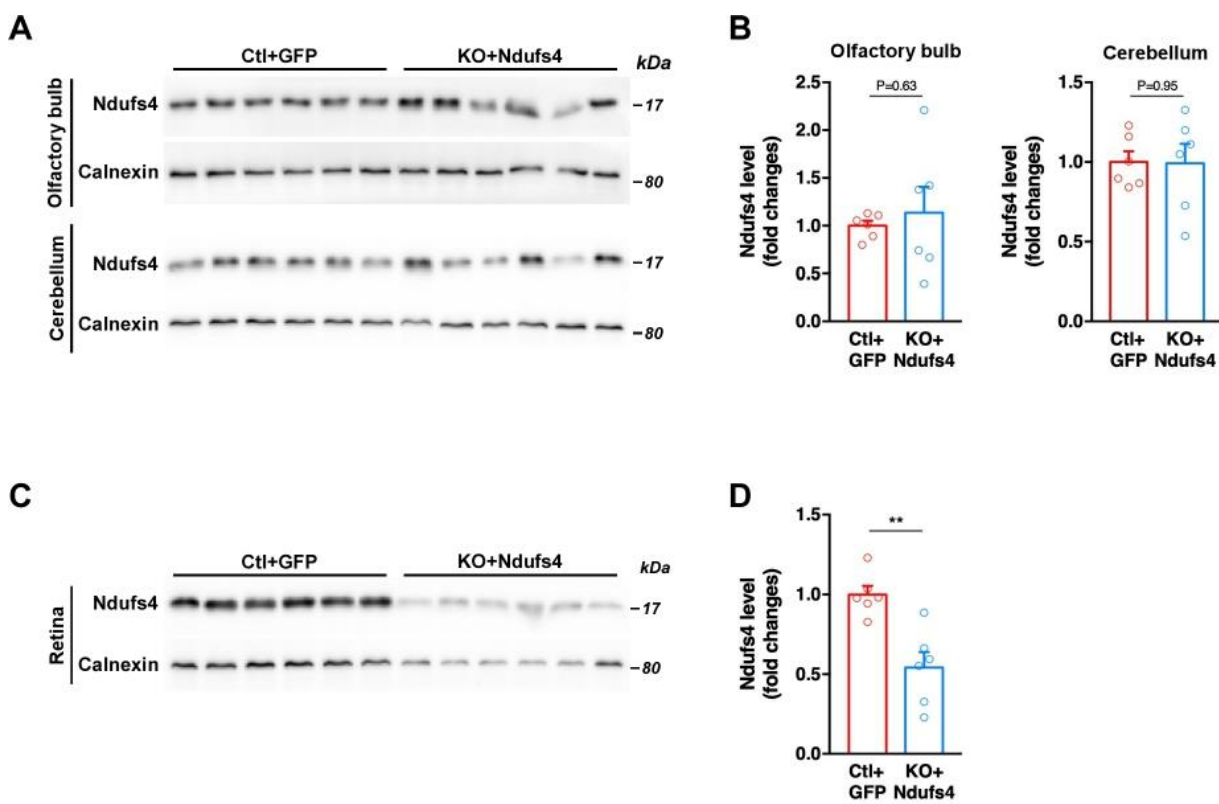 A
Ctl+GFP
KO+Ndufs4
kDa
Olfactory bulb
Ndufs4
–17
Calnexin
–80
Cerebellum
Ndufs4
–17
Calnexin
–80
B
Olfactory bulb
P=0.63
Ndufs4 level
(fold changes)
2.5
2.0
1.5
1.0
0.5
0.0
Ctl+
GFP
KO+
Ndufs4
Cerebellum
P=0.95
Ndufs4 level
(fold changes)
1.5
1.0
0.5
0.0
Ctl+
GFP
KO+
Ndufs4
C
Ctl+GFP
KO+Ndufs4
kDa
Retina
Ndufs4
–17
Calnexin
–80
D
**
Ndufs4 level
(fold changes)
1.5
1.0
0.5
0.0
Ctl+
GFP
KO+
Ndufs4